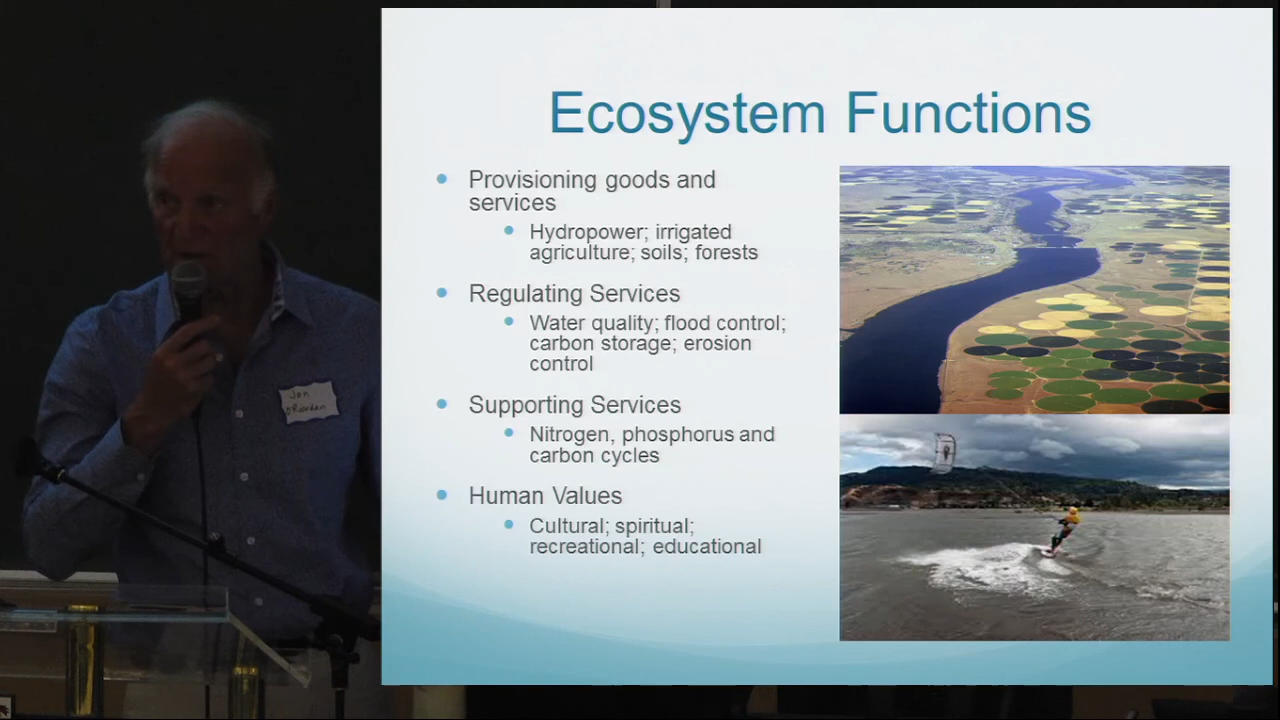 Ecosystem Functions
Provisioning goods and
services
Hydropower; irrigated
agriculture; soils; forests
Regulating Services
Water quality; flood control;
carbon storage; erosion
control
Supporting Services
Nitrogen, phosphorus and
carbon cycles
Human Values
Cultural; spiritual;
recreational; educational
Jon
O'Riordan